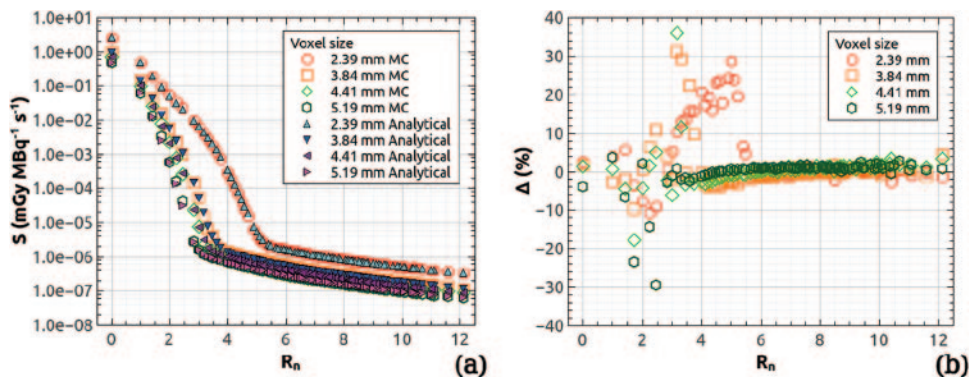 1.0e+01
1.0e+00
1.0e-01
1.0e-02
1.0e-03
1.0e-04
1.0e-05
1.0e-06
1.0e-07
1.0e-08
S (mGy MBq⁻¹ s⁻¹)
0 2 4 6 8 10 12
Rₙ
(a)
Voxel size
2.39 mm MC
3.84 mm MC
4.41 mm MC
5.19 mm MC
2.39 mm Analytical
3.84 mm Analytical
4.41 mm Analytical
5.19 mm Analytical
40
30
20
10
0
−10
−20
−30
−40
Δ (%)
0 2 4 6 8 10 12
Rₙ
(b)
Voxel size
2.39 mm
3.84 mm
4.41 mm
5.19 mm